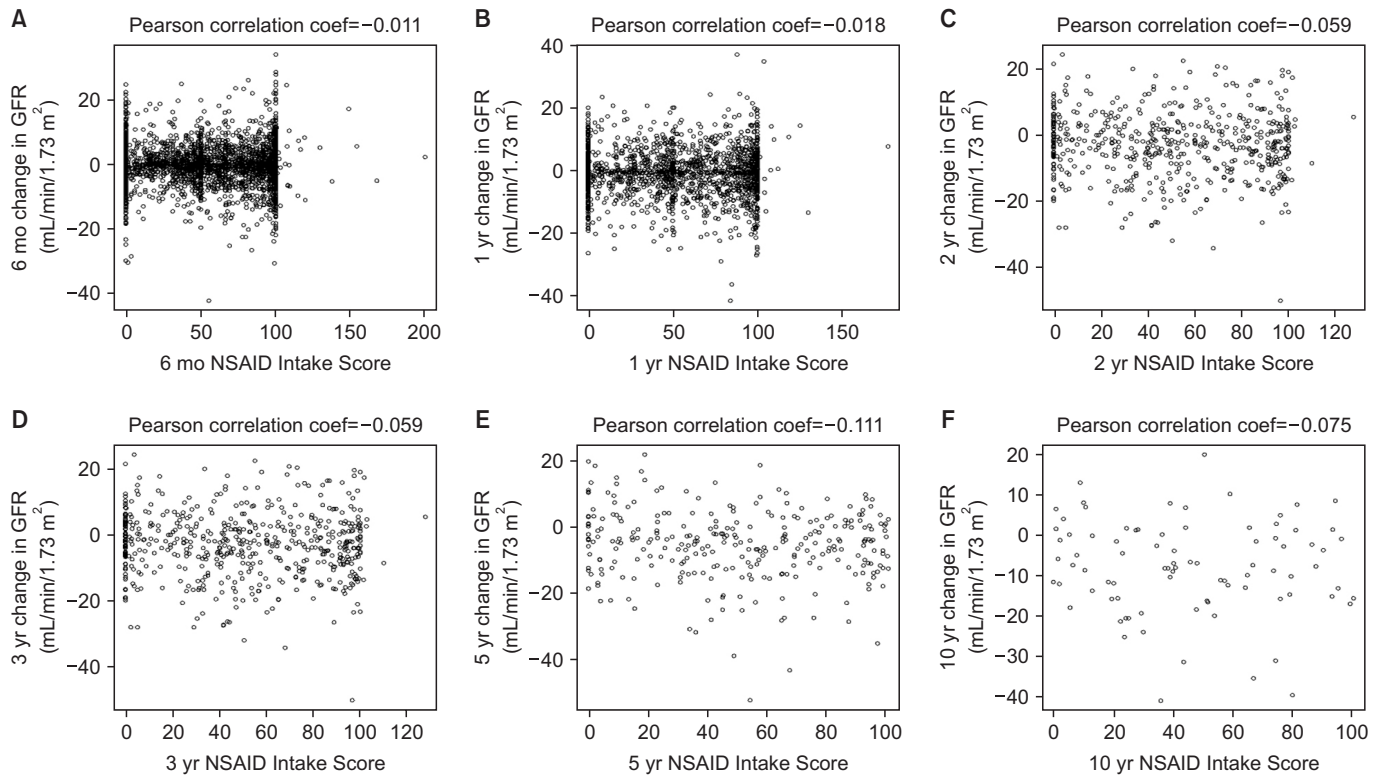 A
Pearson correlation coef=−0.011
6 mo change in GFR
(mL/min/1.73 m²)
20
0
−20
−40
0 50 100 150 200
6 mo NSAID Intake Score
B
Pearson correlation coef=−0.018
1 yr change in GFR
(mL/min/1.73 m²)
40
20
0
−20
−40
0 50 100 150
1 yr NSAID Intake Score
C
Pearson correlation coef=−0.059
2 yr change in GFR
(mL/min/1.73 m²)
20
0
−20
−40
0 20 40 60 80 100 120
2 yr NSAID Intake Score
D
Pearson correlation coef=−0.059
3 yr change in GFR
(mL/min/1.73 m²)
20
0
−20
−40
0 20 40 60 80 100 120
3 yr NSAID Intake Score
E
Pearson correlation coef=−0.111
5 yr change in GFR
(mL/min/1.73 m²)
20
0
−20
−40
0 20 40 60 80 100
5 yr NSAID Intake Score
F
Pearson correlation coef=−0.075
10 yr change in GFR
(mL/min/1.73 m²)
20
10
0
−10
−20
−30
−40
0 20 40 60 80 100
10 yr NSAID Intake Score